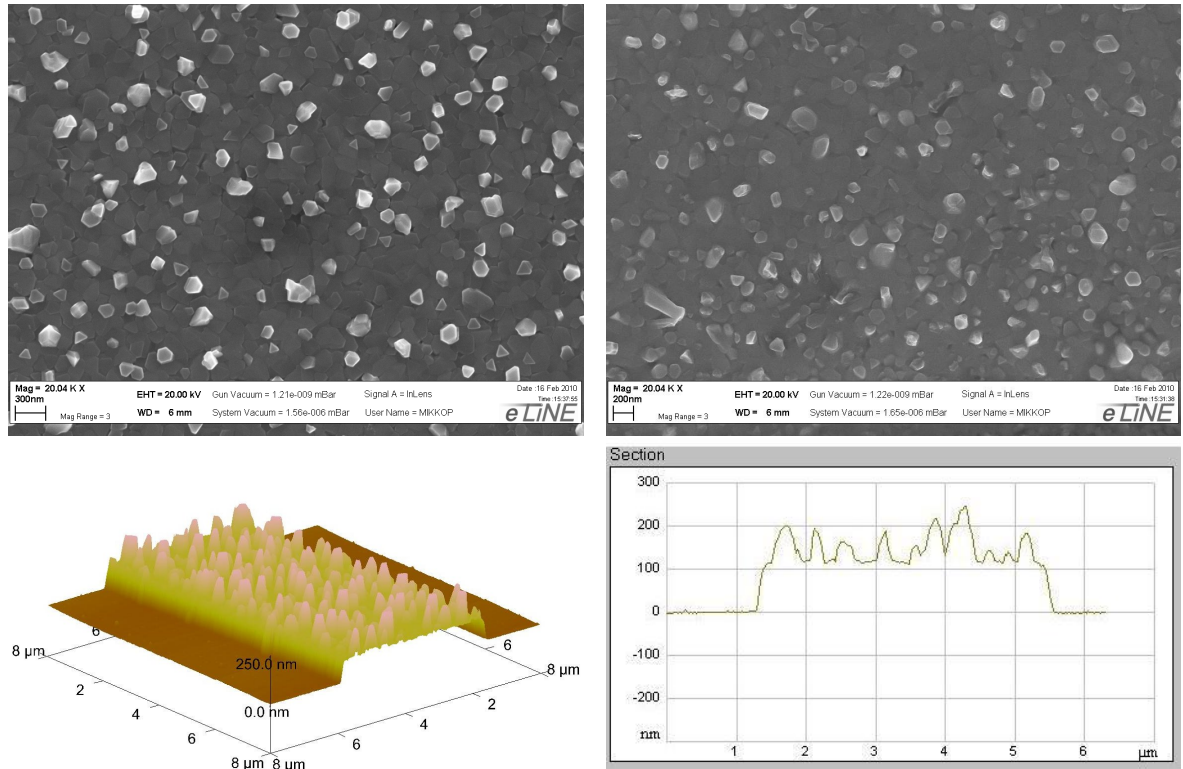 Mag = 20.04 K X
300nm
Mag Range = 3
EHT = 20.00 kV
WD = 6 mm
Gun Vacuum = 1.21e-009 mBar
System Vacuum = 1.56e-006 mBar
Signal A = InLens
User Name = MIKKOP
Date :16 Feb 2010
Time :15:37:55
eLiNE
Mag = 20.04 K X
200nm
Mag Range = 3
EHT = 20.00 kV
WD = 6 mm
Gun Vacuum = 1.22e-009 mBar
System Vacuum = 1.66e-006 mBar
Signal A = InLens
User Name = MIKKOP
Date :16 Feb 2010
Time :15:31:38
eLiNE
6
8 µm
2
4
6
8 µm
250.0 nm
0.0 nm
8 µm
6
4
2
8 µm
6
Section
300
200
100
0
-100
-200
nm
1
2
3
4
5
6
µm